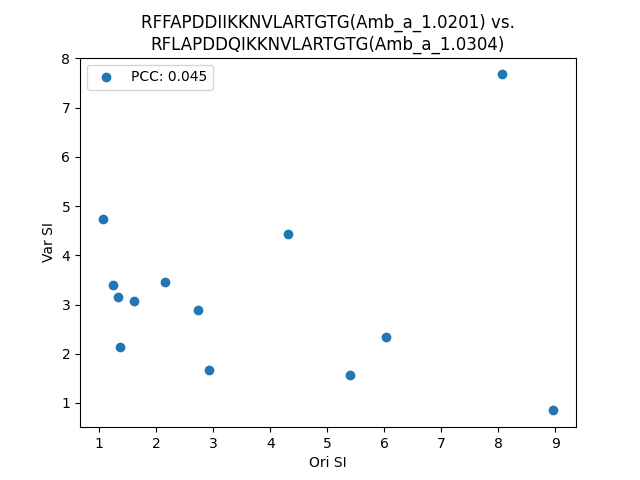 RFFAPDDIIKKNVLARTGTG(Amb_a_1.0201) vs.
RFLAPDDQIKKNVLARTGTG(Amb_a_1.0304)
PCC: 0.045
8
7
6
5
4
3
2
1
Var SI
1 2 3 4 5 6 7 8 9
Ori SI